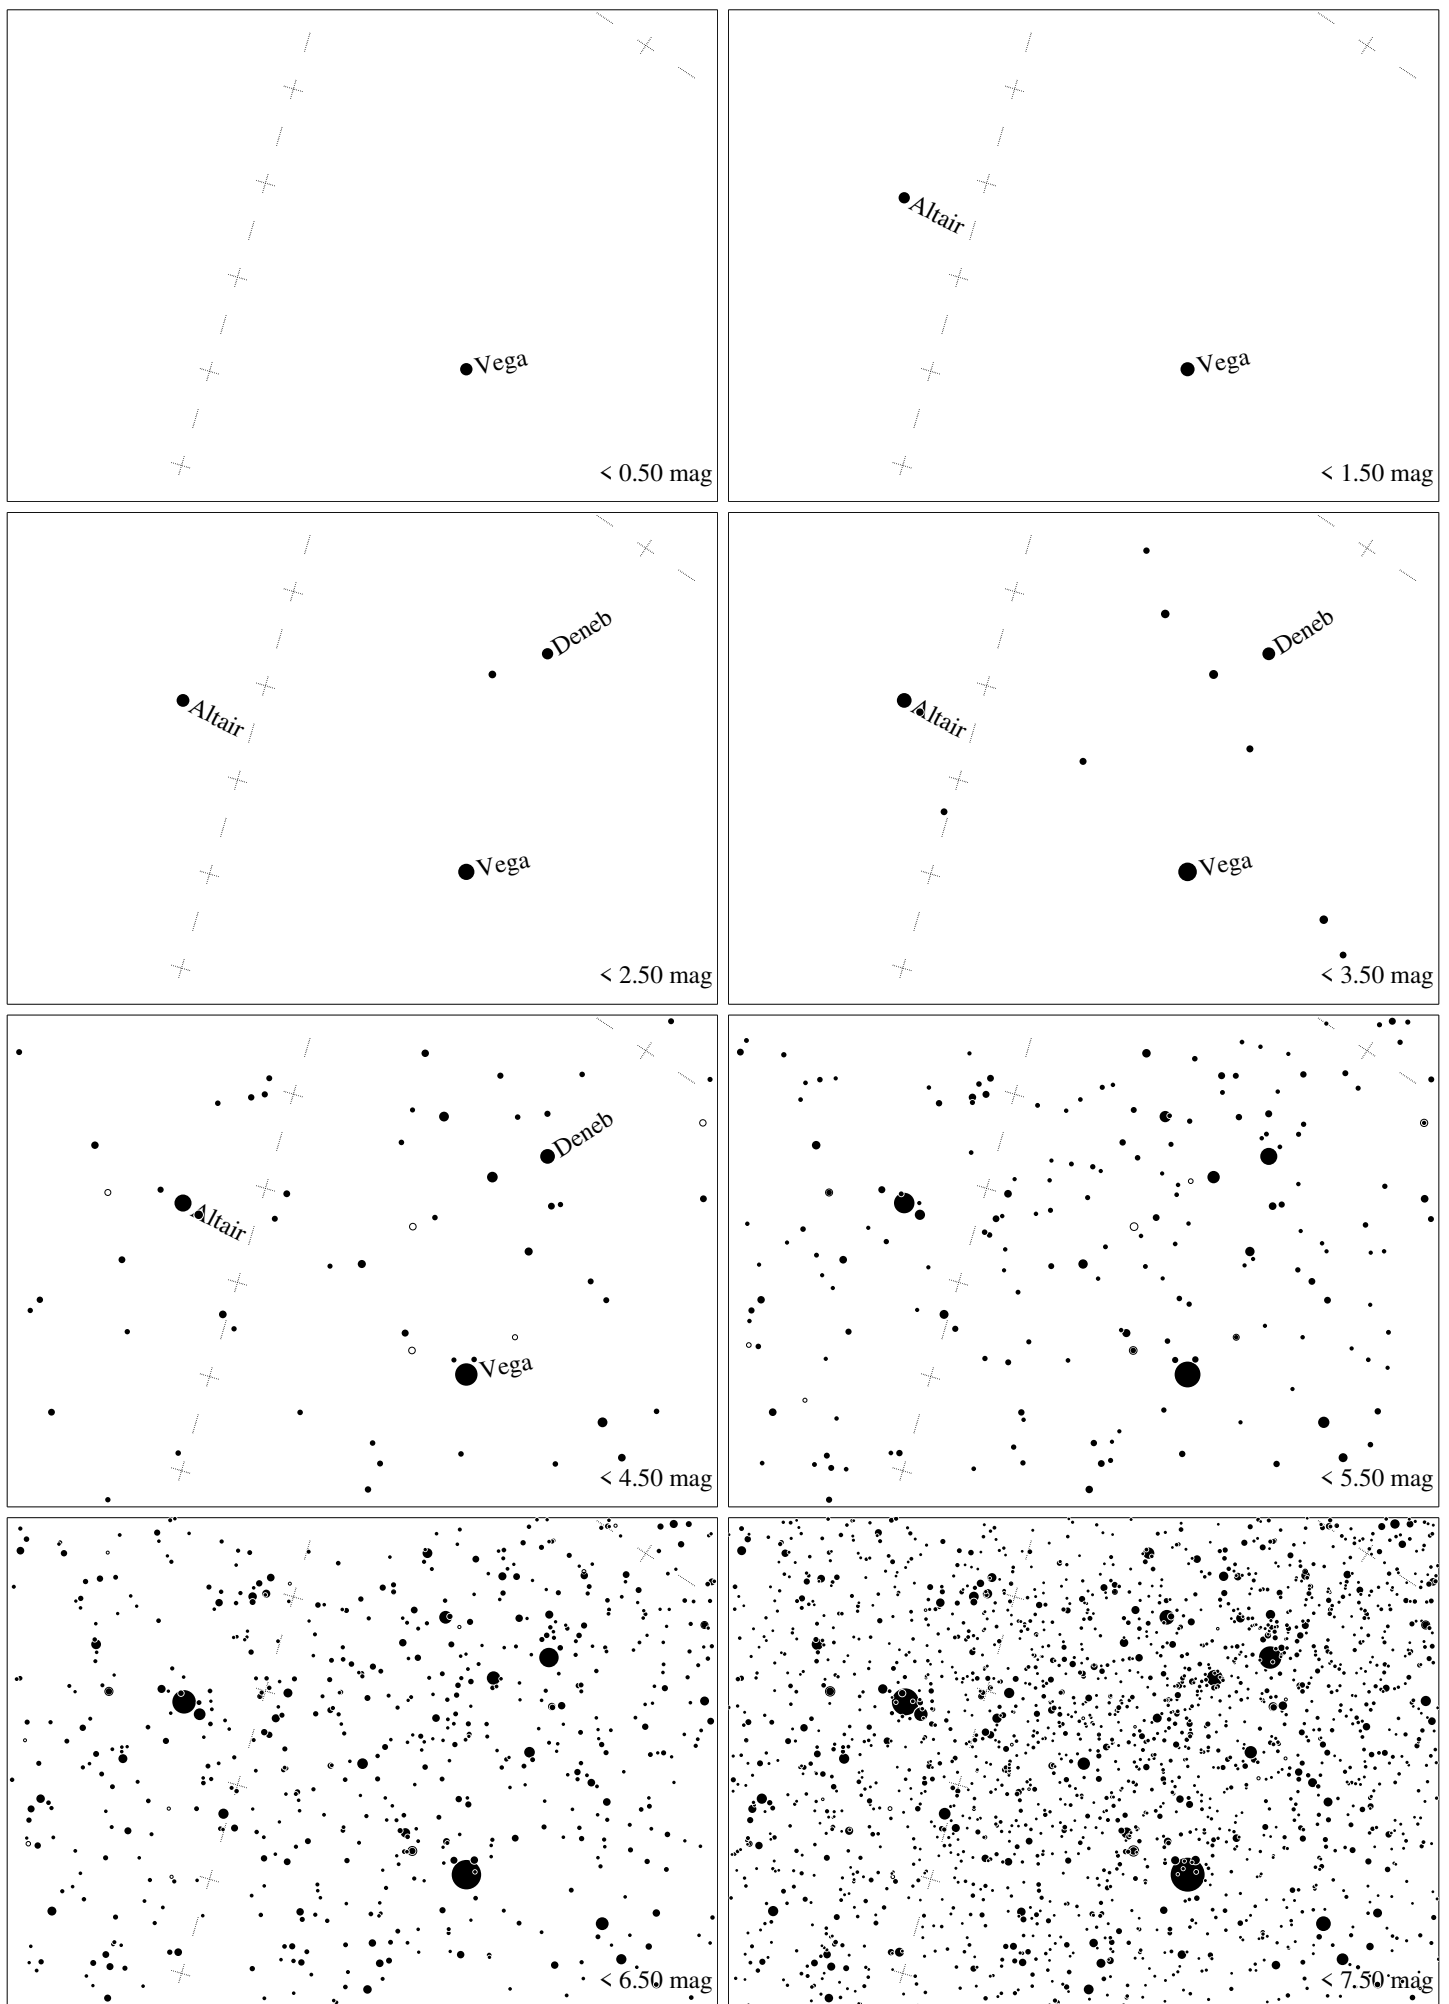 Vega
< 0.50 mag
Altair
Vega
< 1.50 mag
Deneb
Altair
Vega
< 2.50 mag
Deneb
Altair
Vega
< 3.50 mag
Deneb
Altair
Vega
< 4.50 mag
< 5.50 mag
< 6.50 mag
< 7.50 mag